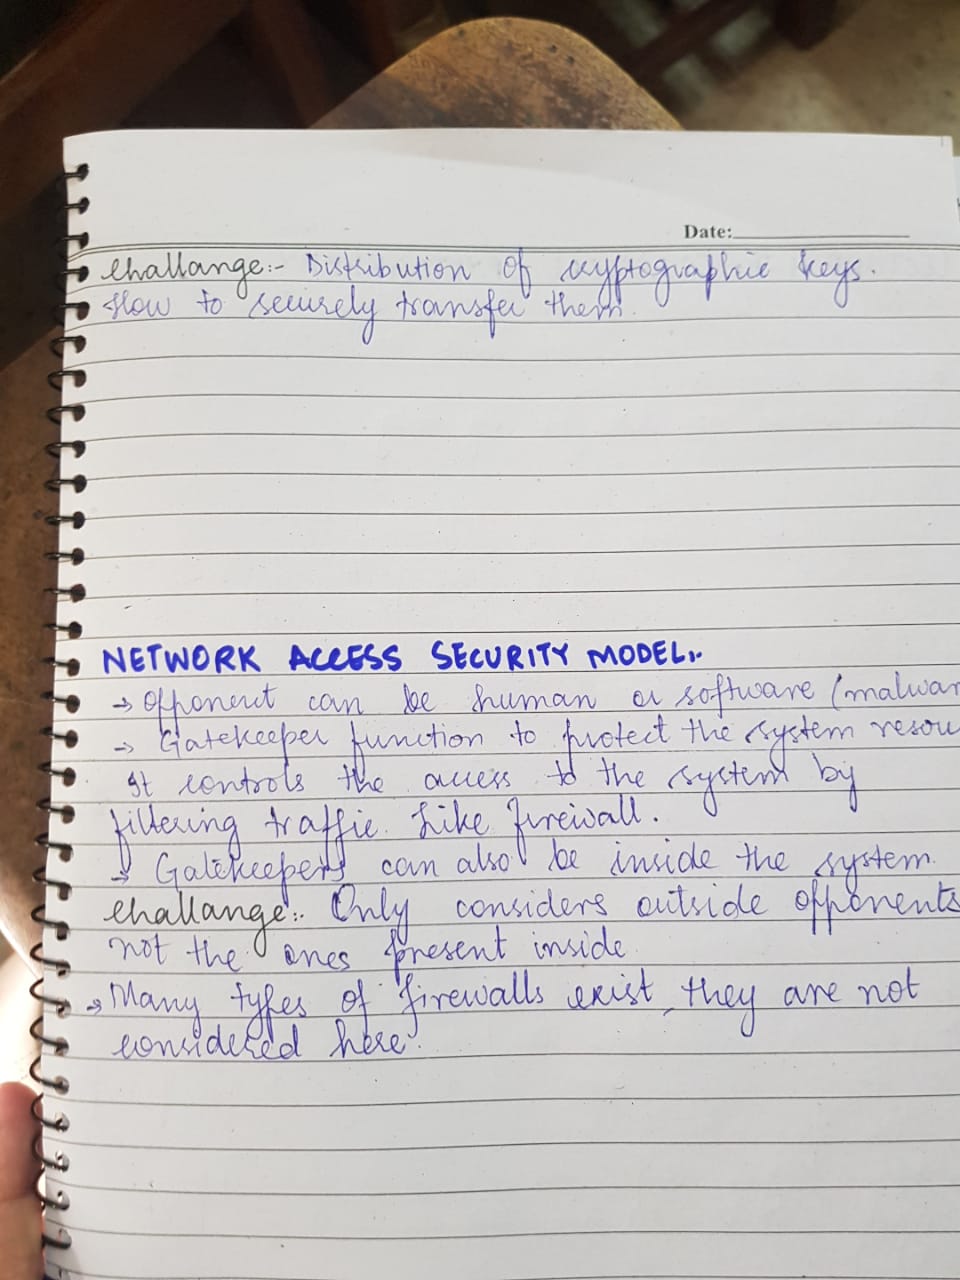 Date:
Challange:- Distribution of cryptographic keys.
How to securely transfer them.
NETWORK ACCESS SECURITY MODEL:-
→ Opponent can be human or software (malwar
→ Gatekeeper function to protect the system resou
It controls the access to the system by
filtering traffic. Like firewall.
→ Gatekeepers can also be inside the system.
Challange:- Only considers outside opponents
not the ones present inside.
→ Many types of firewalls exist, they are not
considered here.